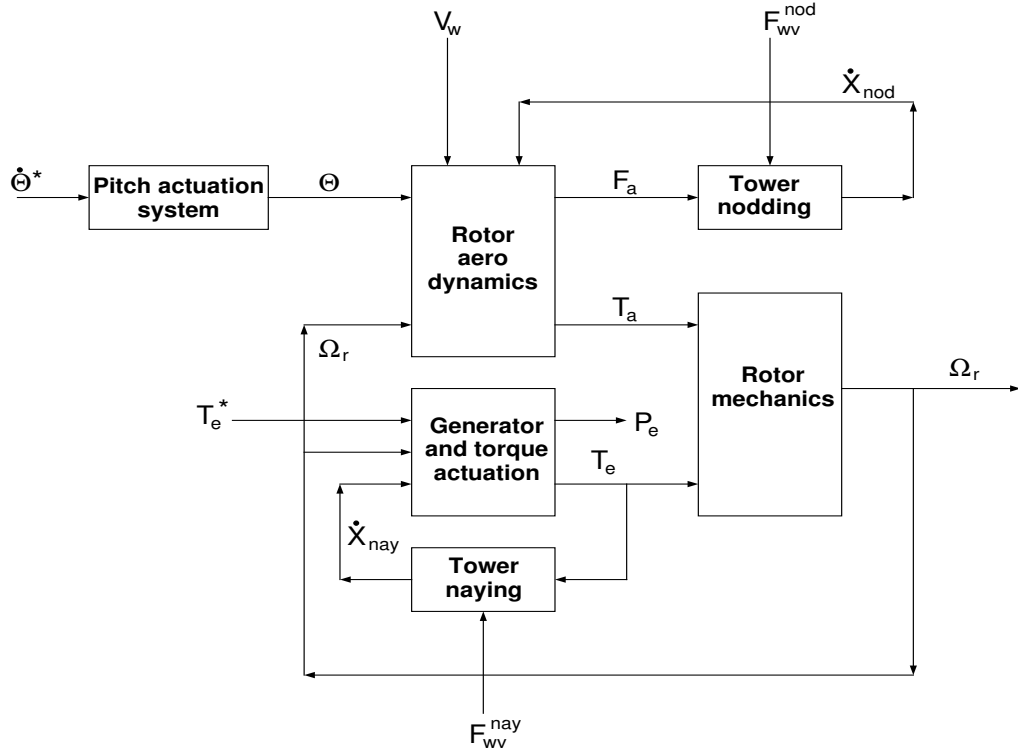 V_w
F_wv^nod
Ẋ_nod
Θ̇*
Pitch actuation
system
Θ
Rotor
aero
dynamics
F_a
Tower
nodding
T_a
Ω_r
Rotor
mechanics
Ω_r
T_e*
Generator
and torque
actuation
P_e
T_e
Ẋ_nay
Tower
naying
F_wv^nay